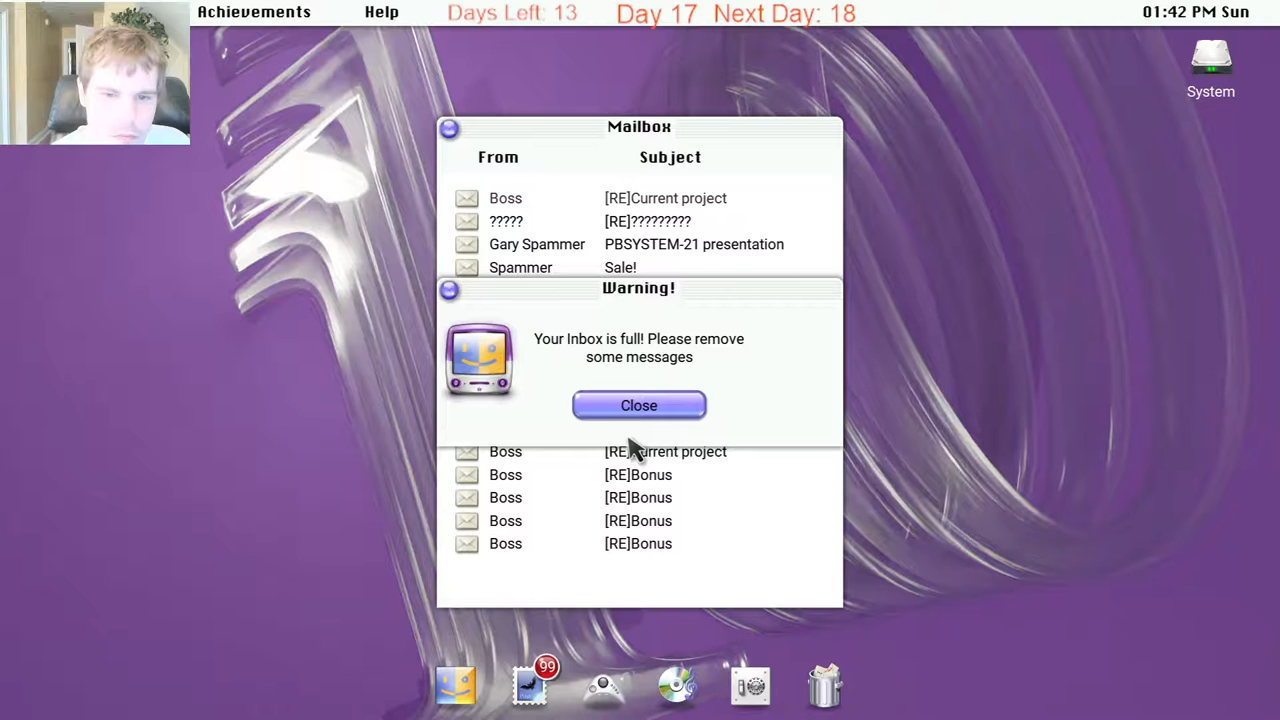 Achievements Help Days Left: 13 Day 17 Next Day: 18 01:42 PM Sun
System
Mailbox
From Subject
Boss [RE]Current project
????? [RE]?????????
Gary Spammer PBSYSTEM-21 presentation
Spammer Sale!
Warning!
Your Inbox is full! Please remove
some messages
Close
Boss [RE]Current project
Boss [RE]Bonus
Boss [RE]Bonus
Boss [RE]Bonus
Boss [RE]Bonus
99